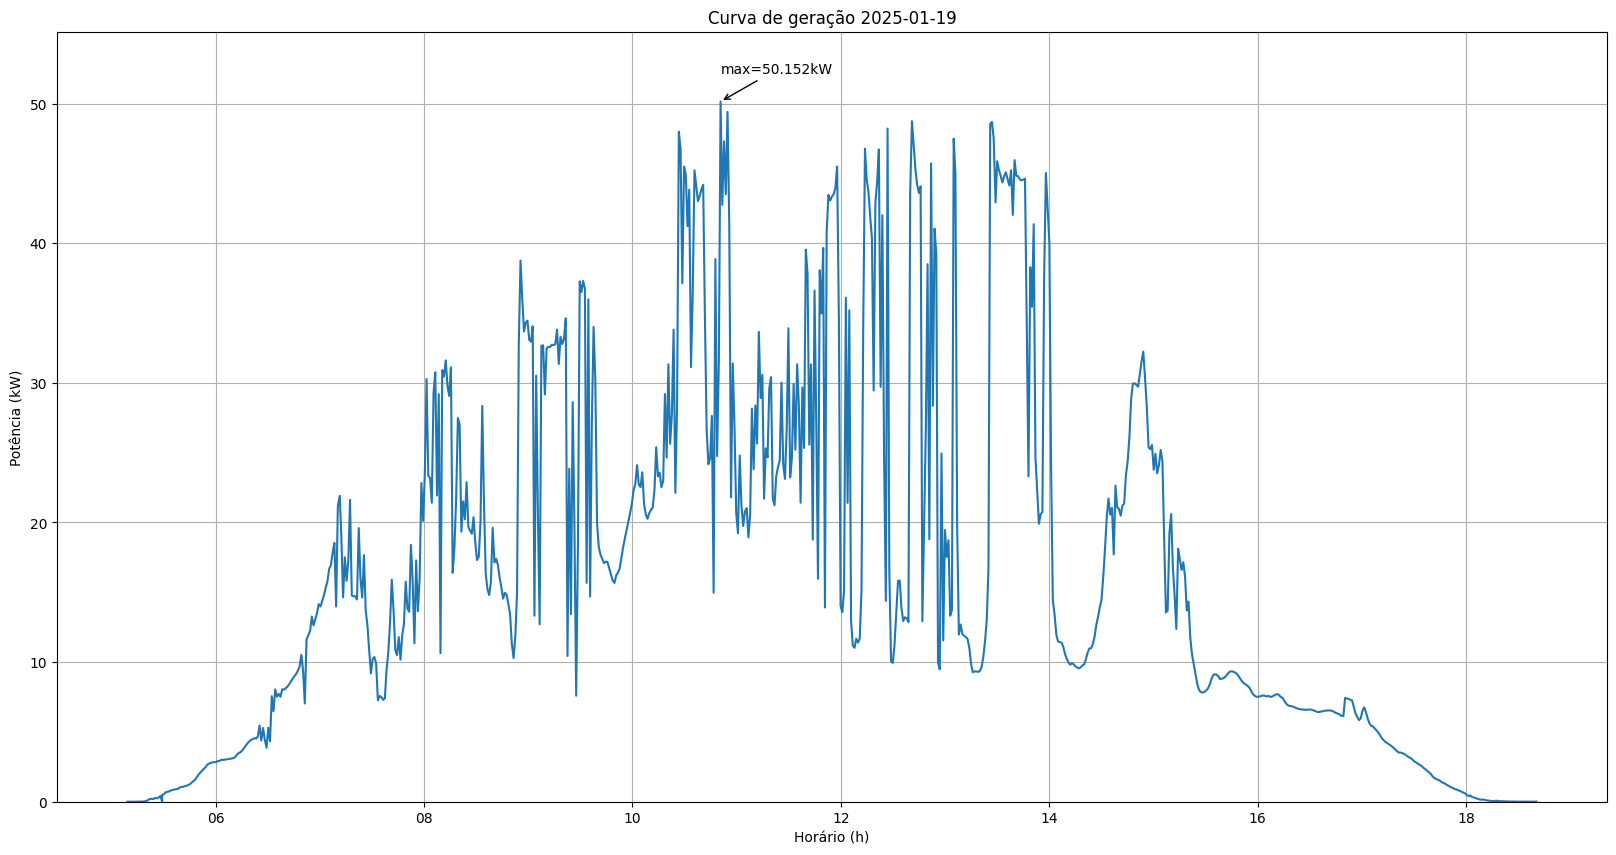 Curva de geração 2025-01-19
max=50.152kW
50
40
30
20
10
0
Potência (kW)
06 08 10 12 14 16 18
Horário (h)